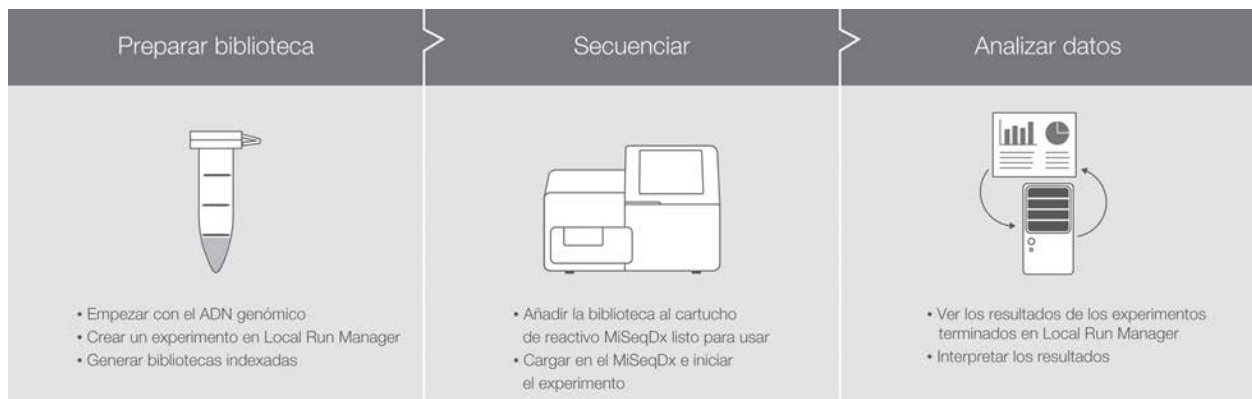 Preparar biblioteca
Secuenciar
Analizar datos
• Empezar con el ADN genómico
• Crear un experimento en Local Run Manager
• Generar bibliotecas indexadas
• Añadir la biblioteca al cartucho
de reactivo MiSeqDx listo para usar
• Cargar en el MiSeqDx e iniciar
el experimento
• Ver los resultados de los experimentos
terminados en Local Run Manager
• Interpretar los resultados